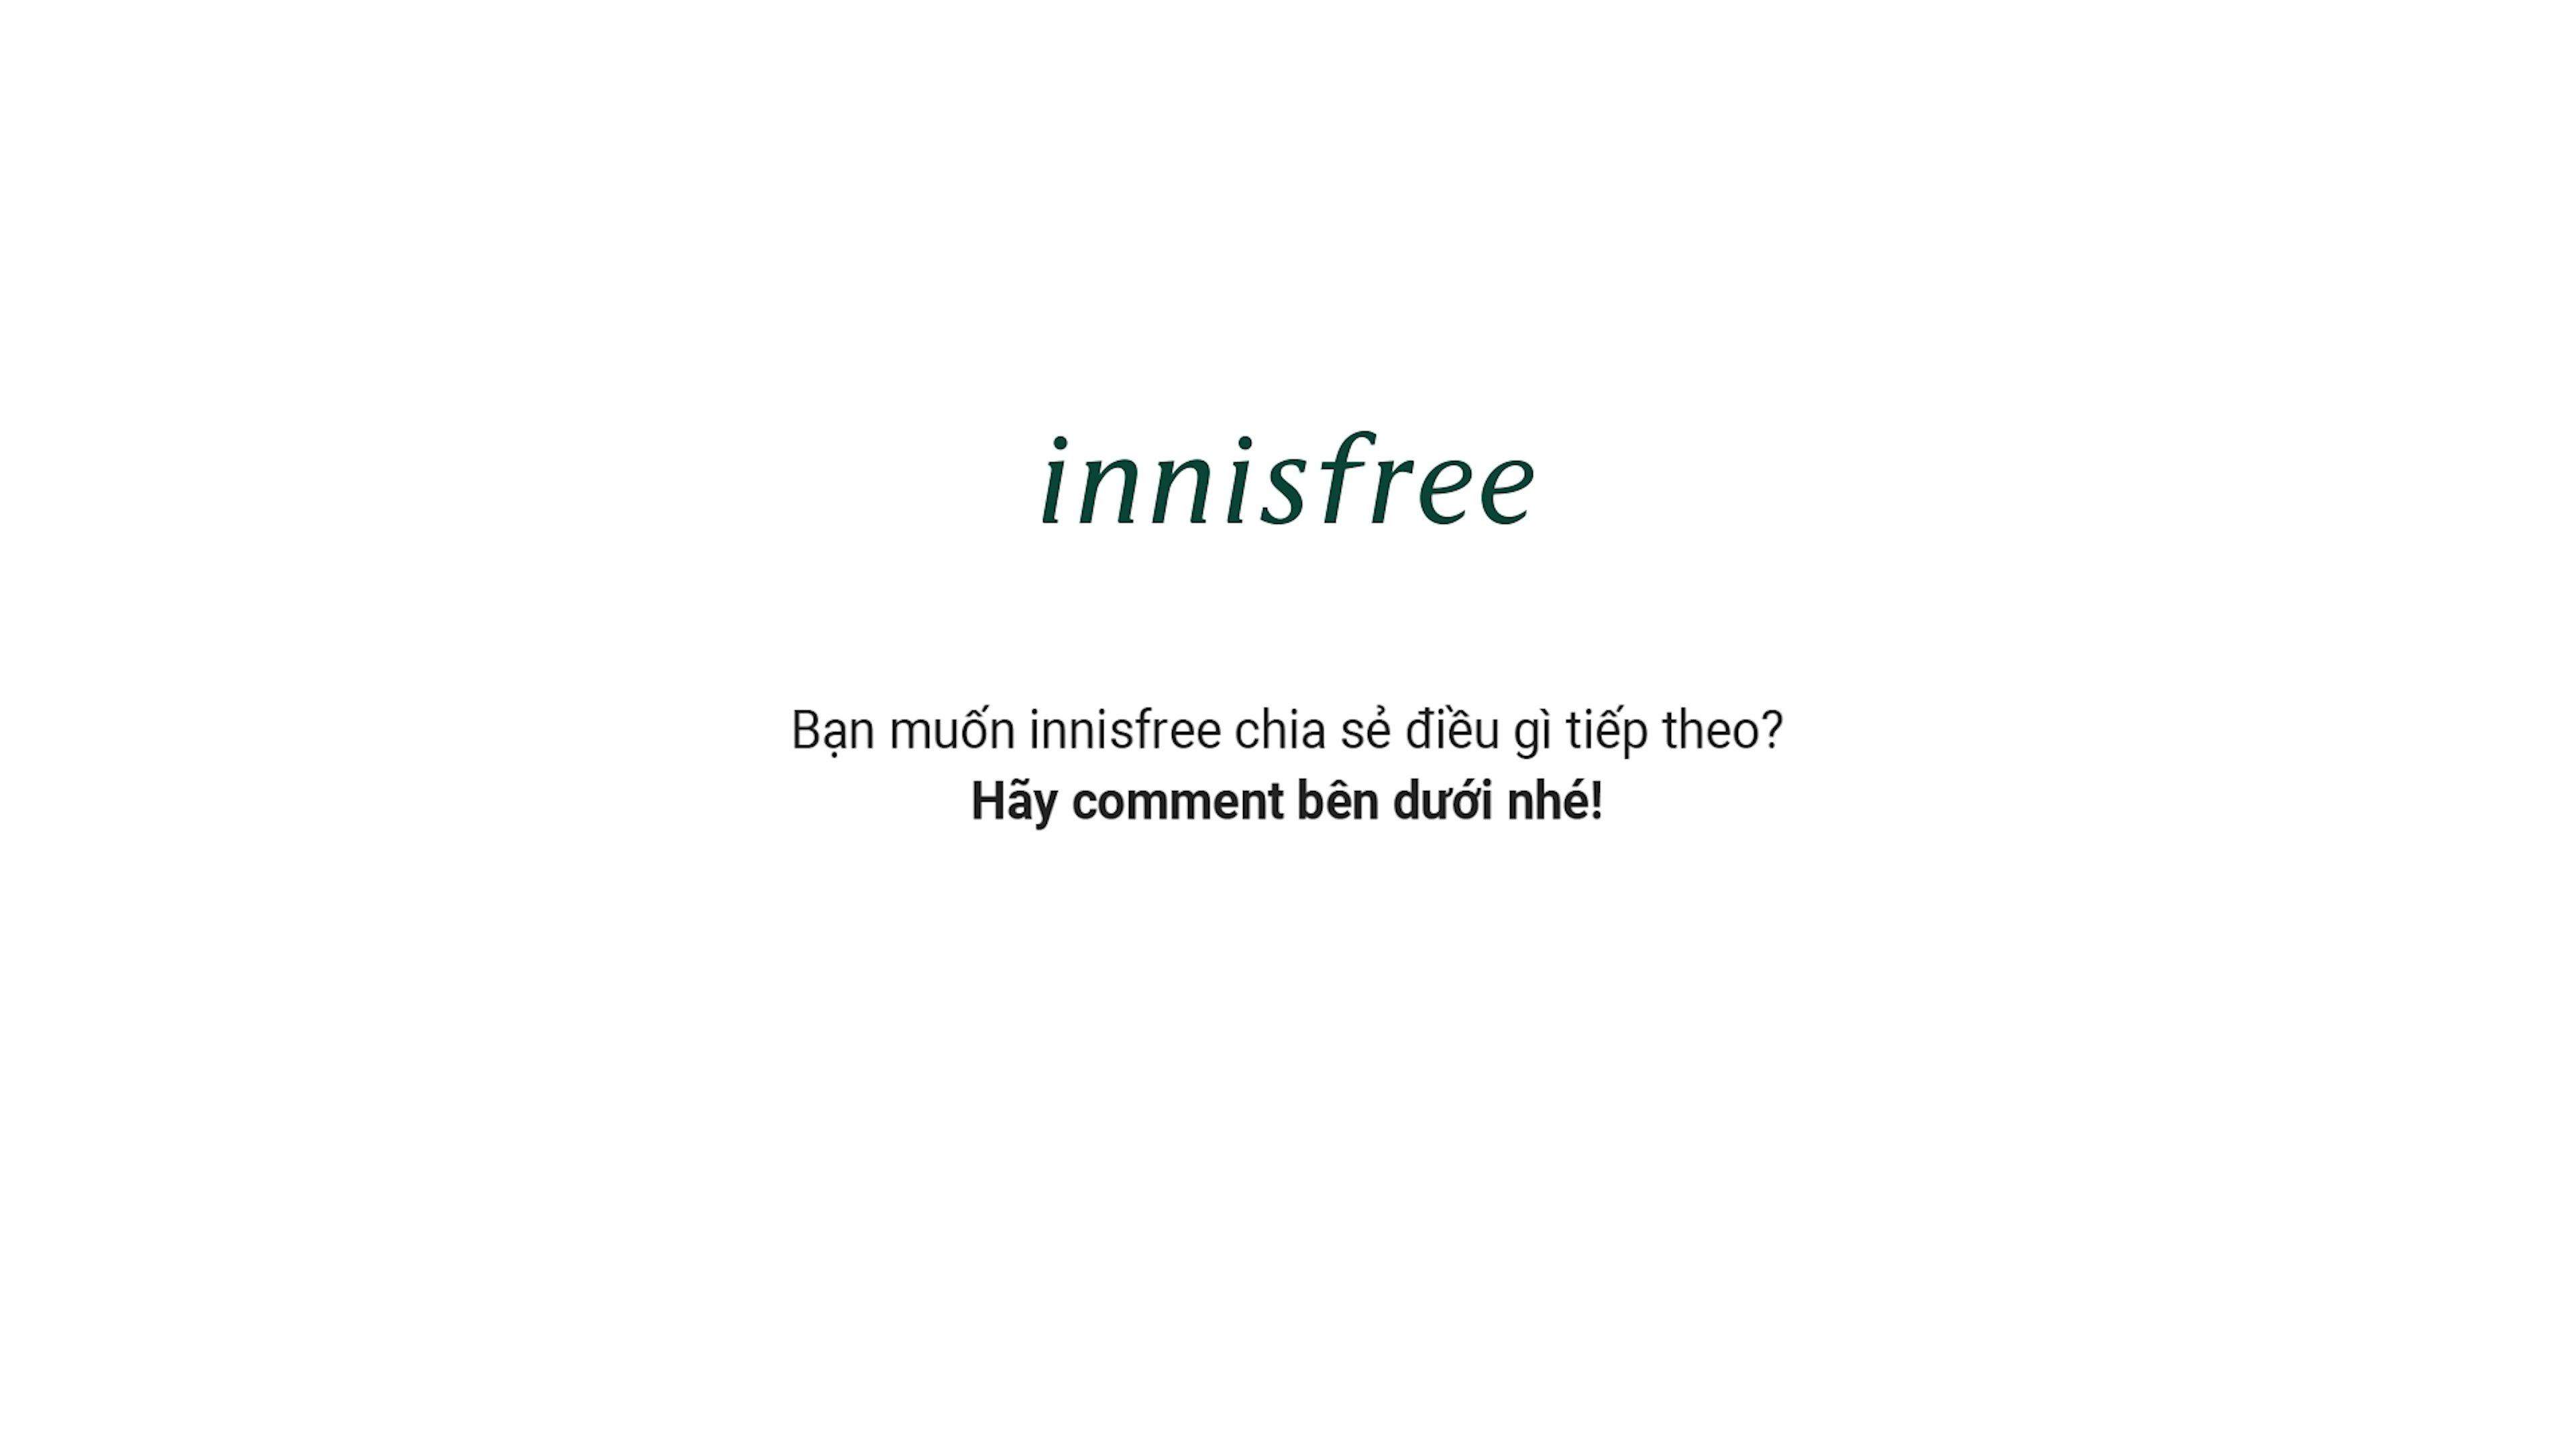 innisfree
Bạn muốn innisfree chia sẻ điều gì tiếp theo?
Hãy comment bên dưới nhé!